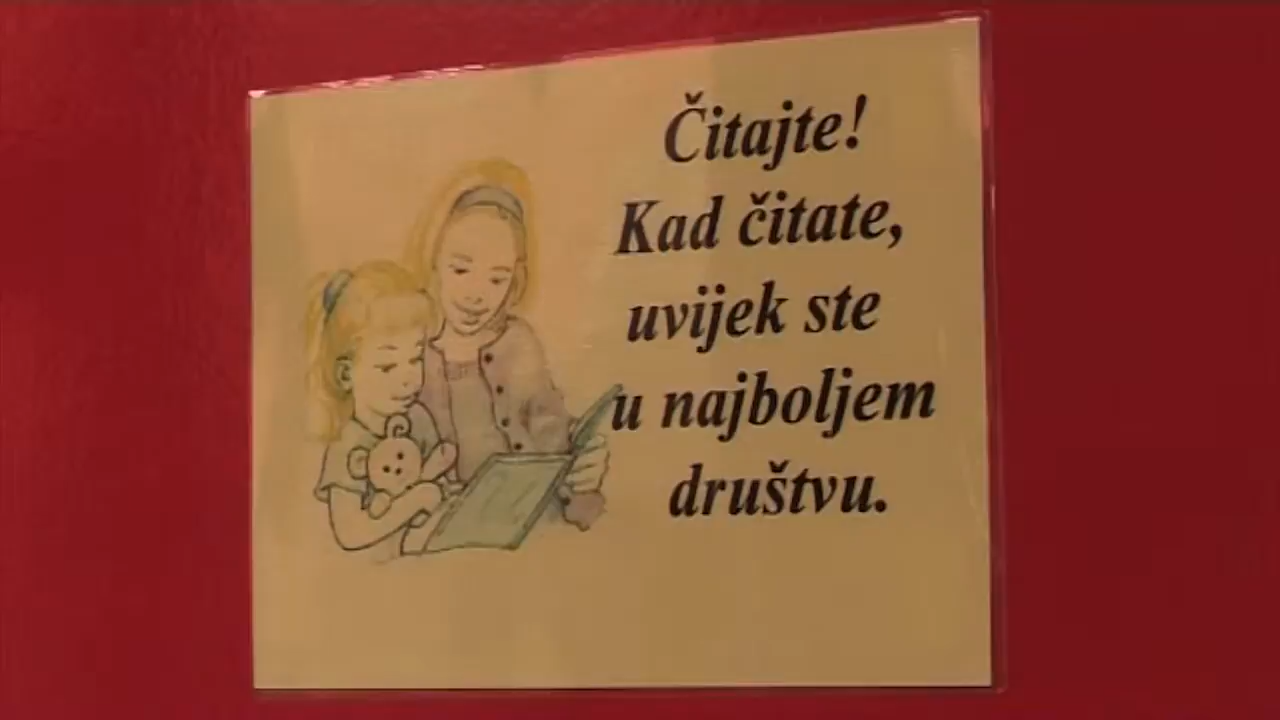 Čitajte!
Kad čitate,
uvijek ste
u najboljem
društvu.